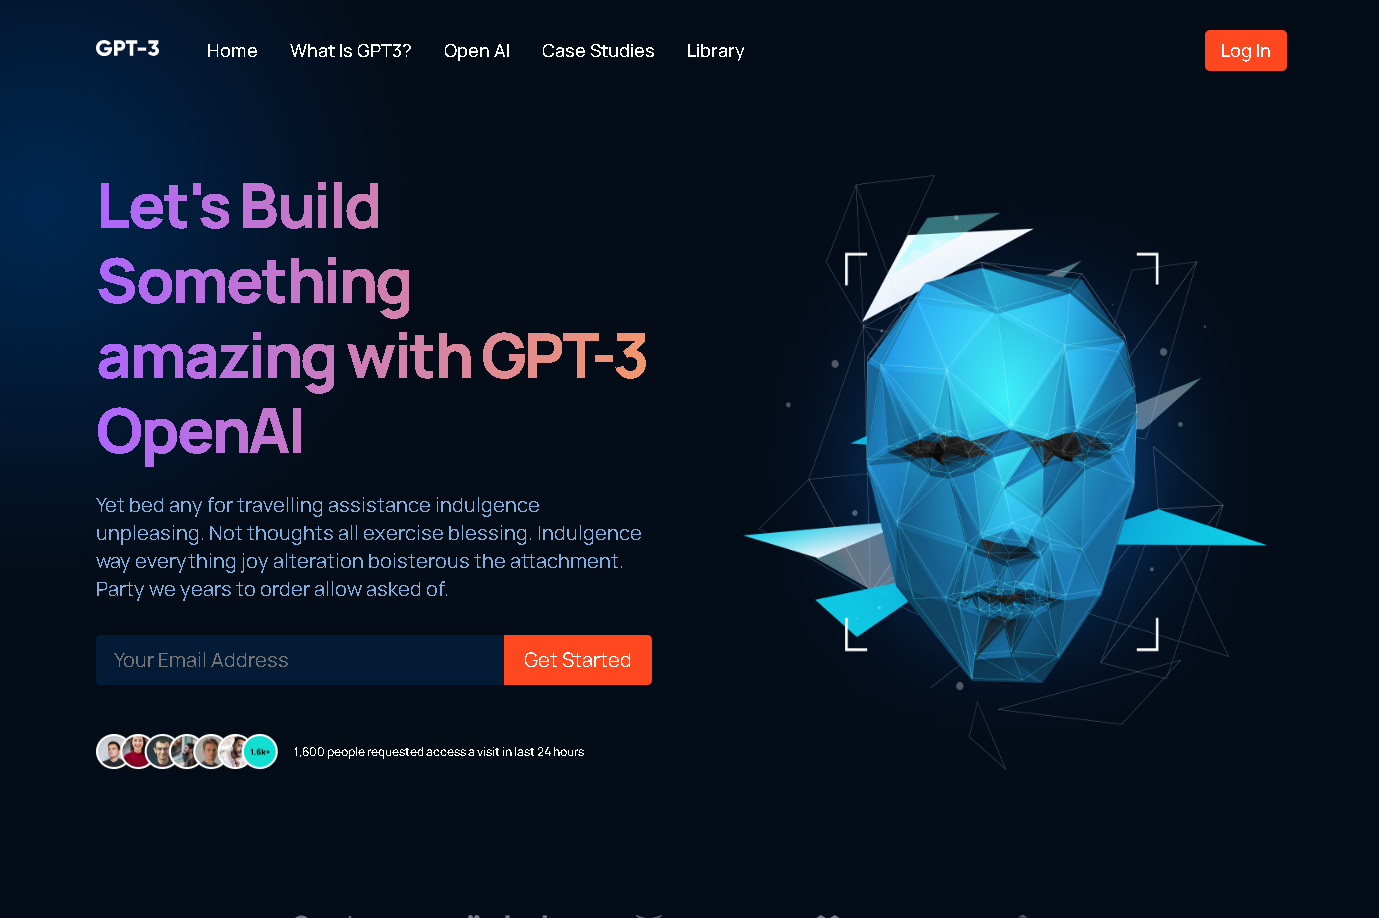 GPT-3
Home
What Is GPT3?
Open AI
Case Studies
Library
Log In
Let's Build
Something
amazing with GPT-3
OpenAI
Yet bed any for travelling assistance indulgence
unpleasing. Not thoughts all exercise blessing. Indulgence
way everything joy alteration boisterous the attachment.
Party we years to order allow asked of.
Your Email Address
Get Started
1.6k+
1,600 people requested access a visit in last 24 hours